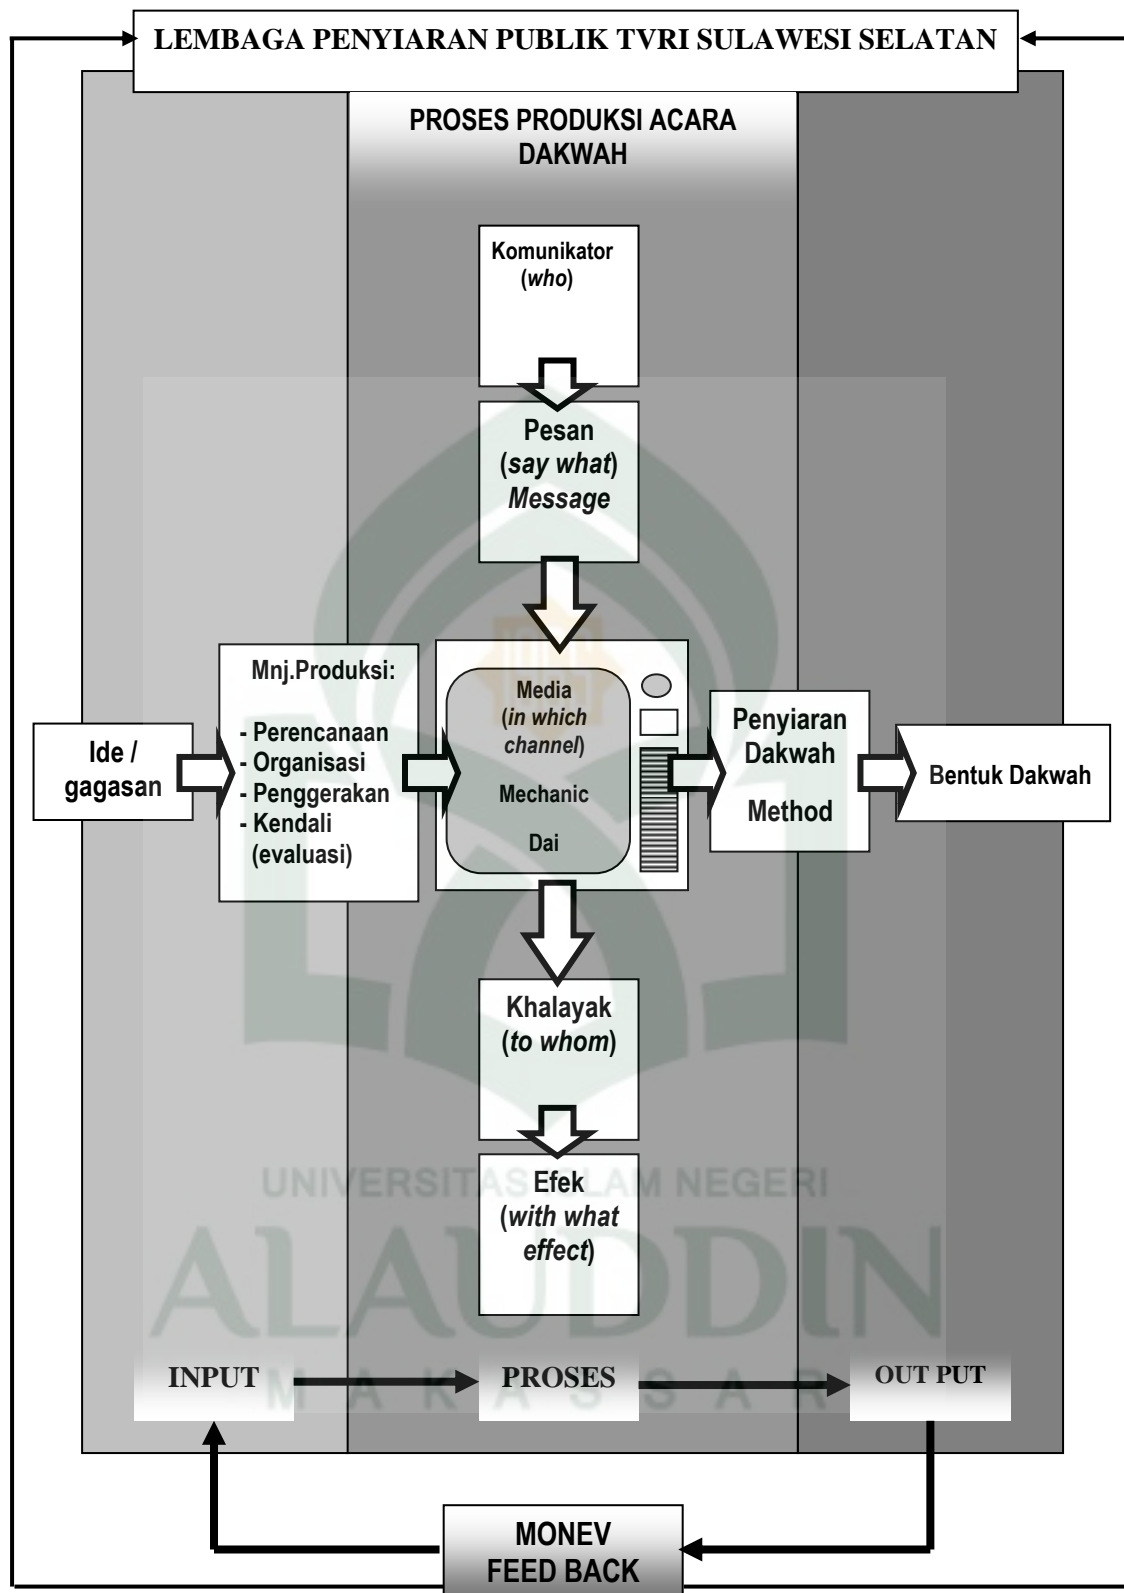 LEMBAGA PENYIARAN PUBLIK TVRI SULAWESI SELATAN
PROSES PRODUKSI ACARA
DAKWAH
Komunikator
(who)
Pesan
(say what)
Message
Ide /
gagasan
Mnj.Produksi:
- Perencanaan
- Organisasi
- Penggerakan
- Kendali
(evaluasi)
Media
(in which
channel)
Mechanic
Dai
Penyiaran
Dakwah
Method
Bentuk Dakwah
Khalayak
(to whom)
Efek
(with what
effect)
UNIVERSITAS ISLAM NEGERI
ALAUDDIN
MAKASSAR
INPUT
PROSES
OUT PUT
MONEV
FEED BACK